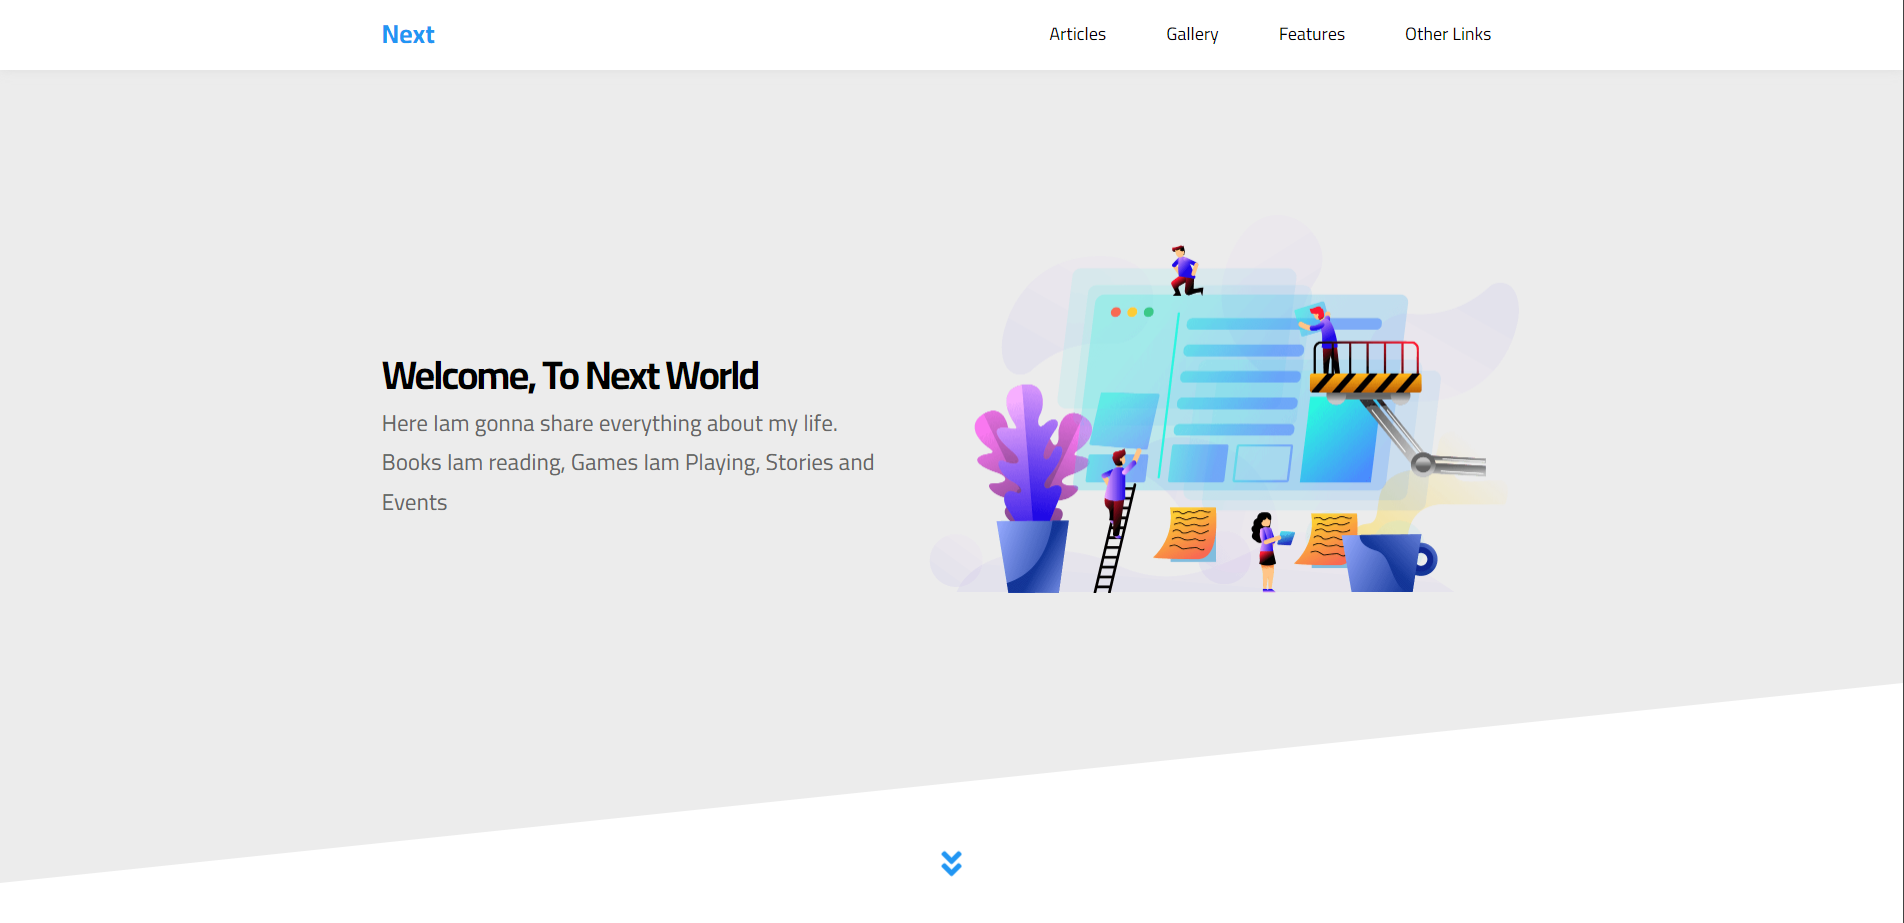 Next
Articles
Gallery
Features
Other Links
Welcome, To Next World
Here Iam gonna share everything about my life.
Books Iam reading, Games Iam Playing, Stories and
Events